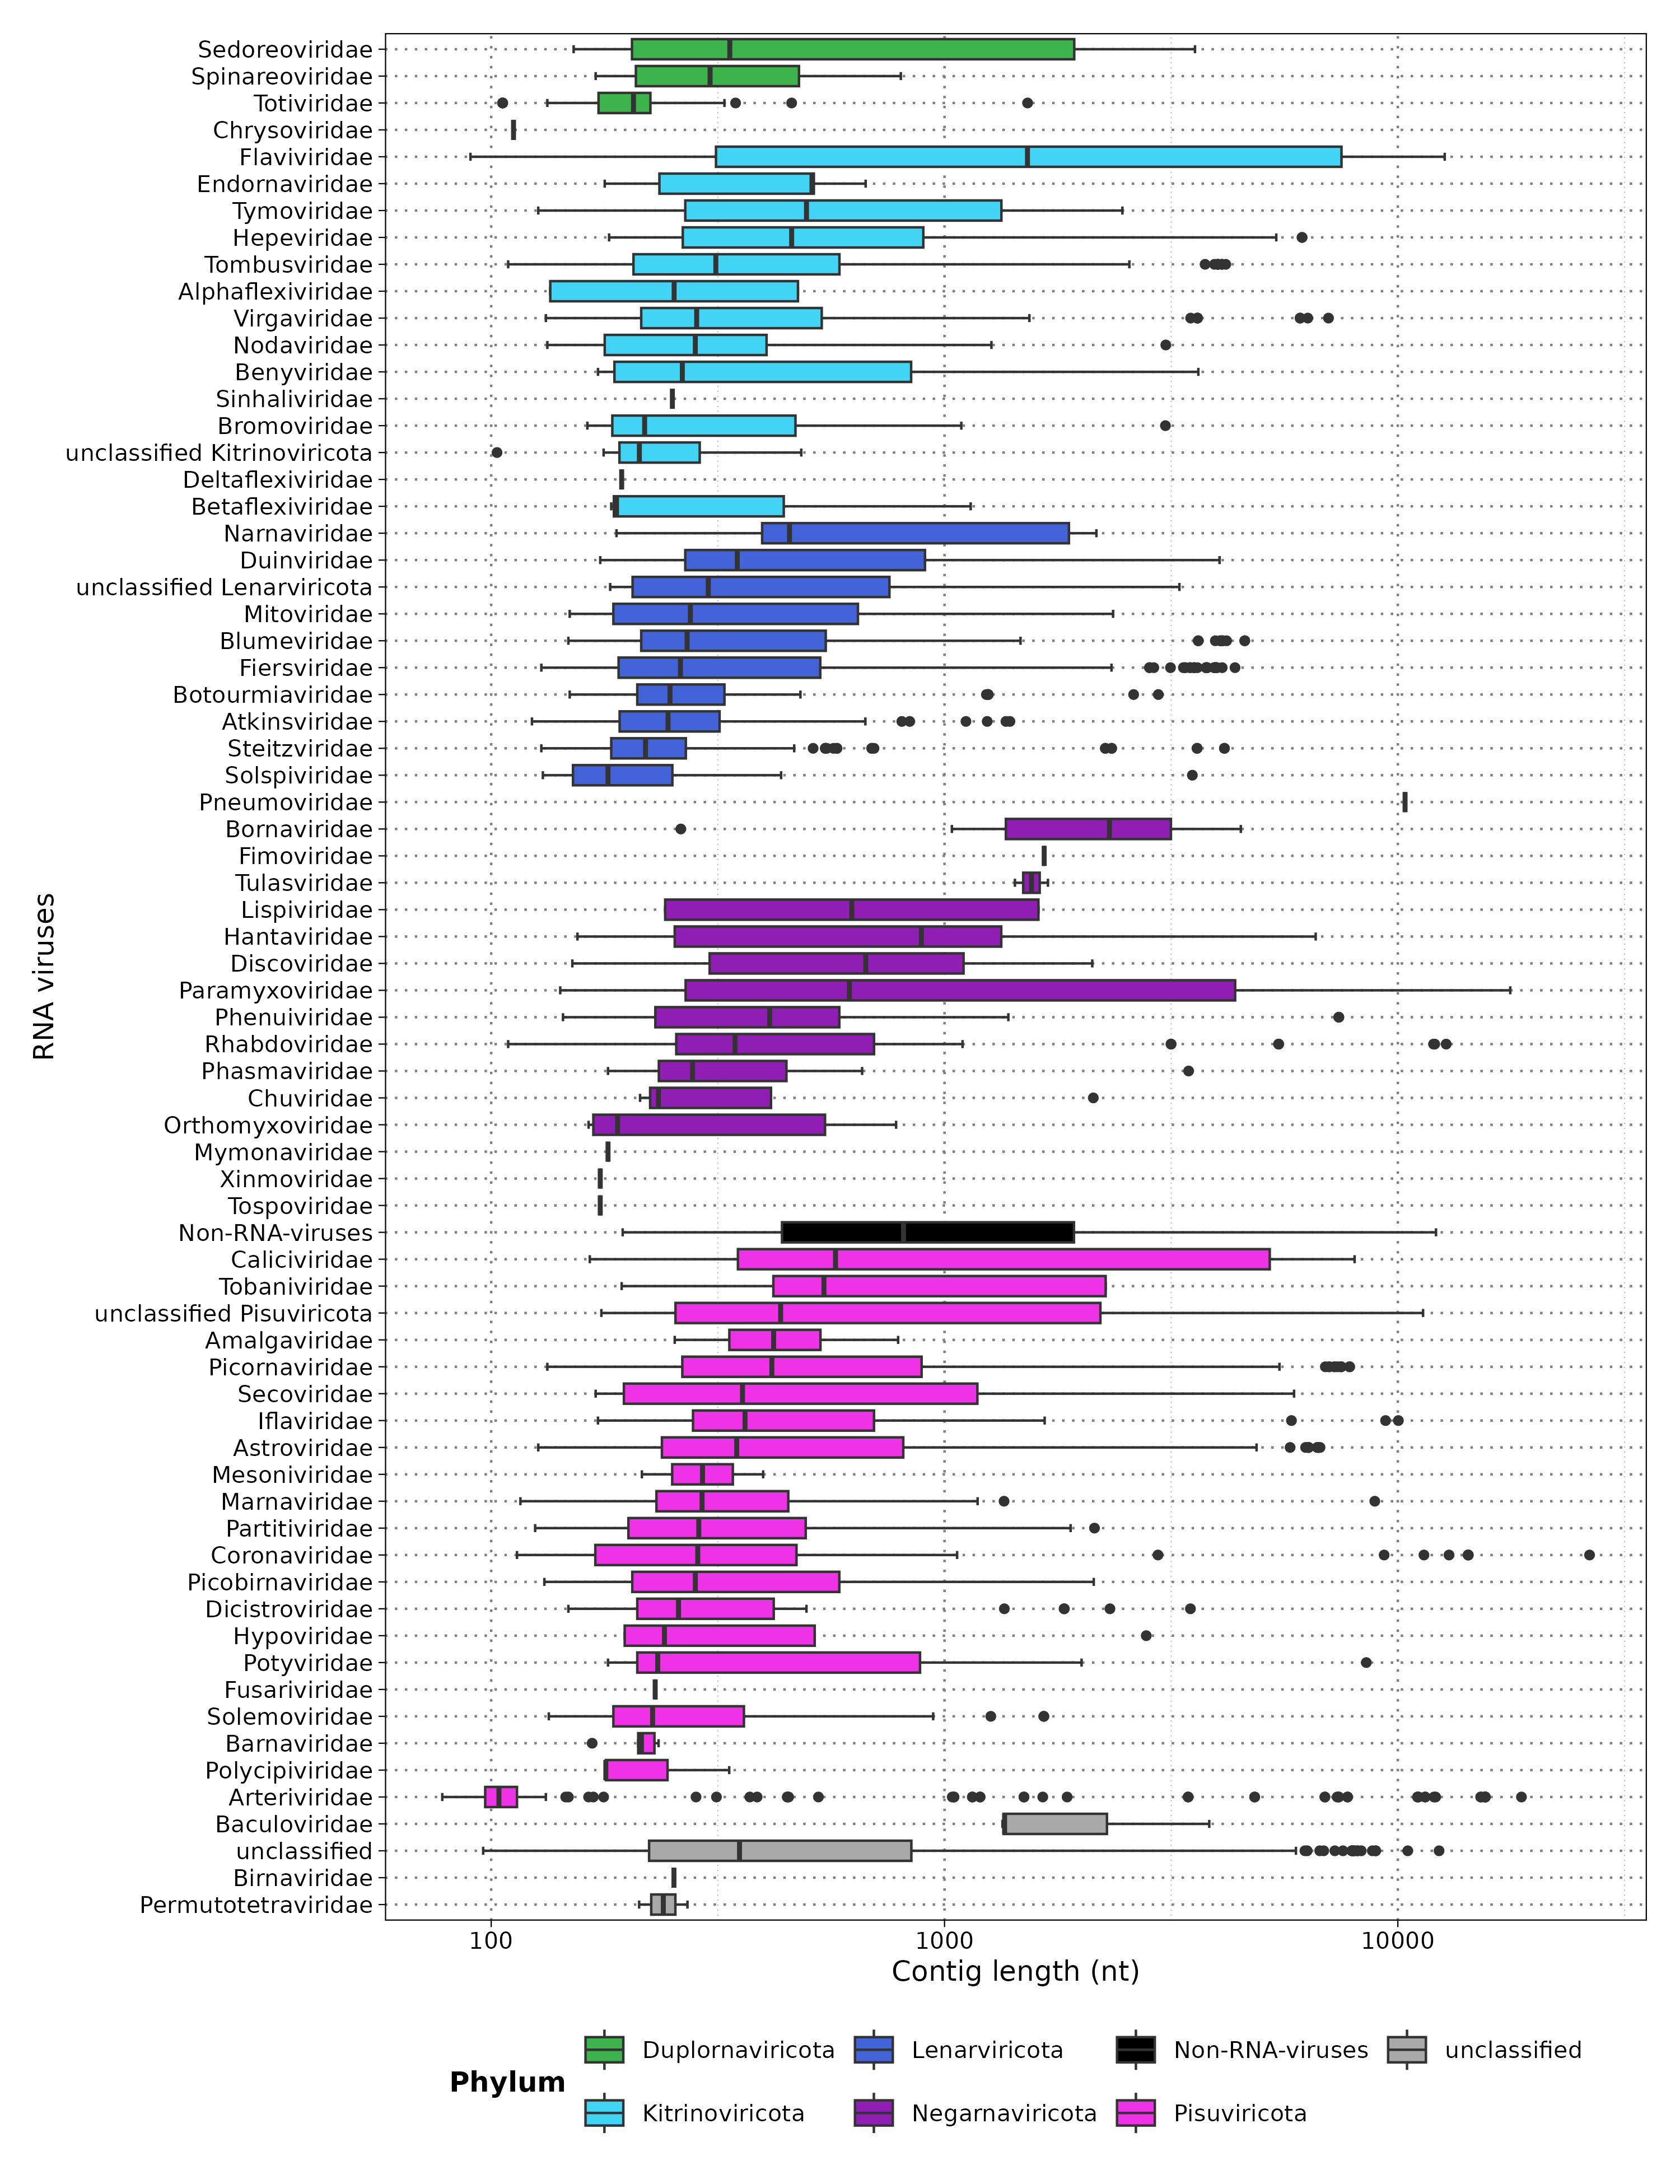 Sedoreoviridae
Spinareoviridae
Totiviridae
Chrysoviridae
Flaviviridae
Endornaviridae
Tymoviridae
Hepeviridae
Tombusviridae
Alphaflexiviridae
Virgaviridae
Nodaviridae
Benyviridae
Sinhaliviridae
Bromoviridae
unclassified Kitrinoviricota
Deltaflexiviridae
Betaflexiviridae
Narnaviridae
Duinviridae
unclassified Lenarviricota
Mitoviridae
Blumeviridae
Fiersviridae
Botourmiaviridae
Atkinsviridae
Steitzviridae
Solspiviridae
Pneumoviridae
Bornaviridae
Fimoviridae
Tulasviridae
Lispiviridae
Hantaviridae
Discoviridae
Paramyxoviridae
Phenuiviridae
Rhabdoviridae
Phasmaviridae
Chuviridae
Orthomyxoviridae
Mymonaviridae
Xinmoviridae
Tospoviridae
Non-RNA-viruses
Caliciviridae
Tobaniviridae
unclassified Pisuviricota
Amalgaviridae
Picornaviridae
Secoviridae
Iflaviridae
Astroviridae
Mesoniviridae
Marnaviridae
Partitiviridae
Coronaviridae
Picobirnaviridae
Dicistroviridae
Hypoviridae
Potyviridae
Fusariviridae
Solemoviridae
Barnaviridae
Polycipiviridae
Arteriviridae
Baculoviridae
unclassified
Birnaviridae
Permutotetraviridae
RNA viruses
100 1000 10000
Contig length (nt)
Phylum
Duplornaviricota Lenarviricota Non-RNA-viruses unclassified
Kitrinoviricota Negarnaviricota Pisuviricota